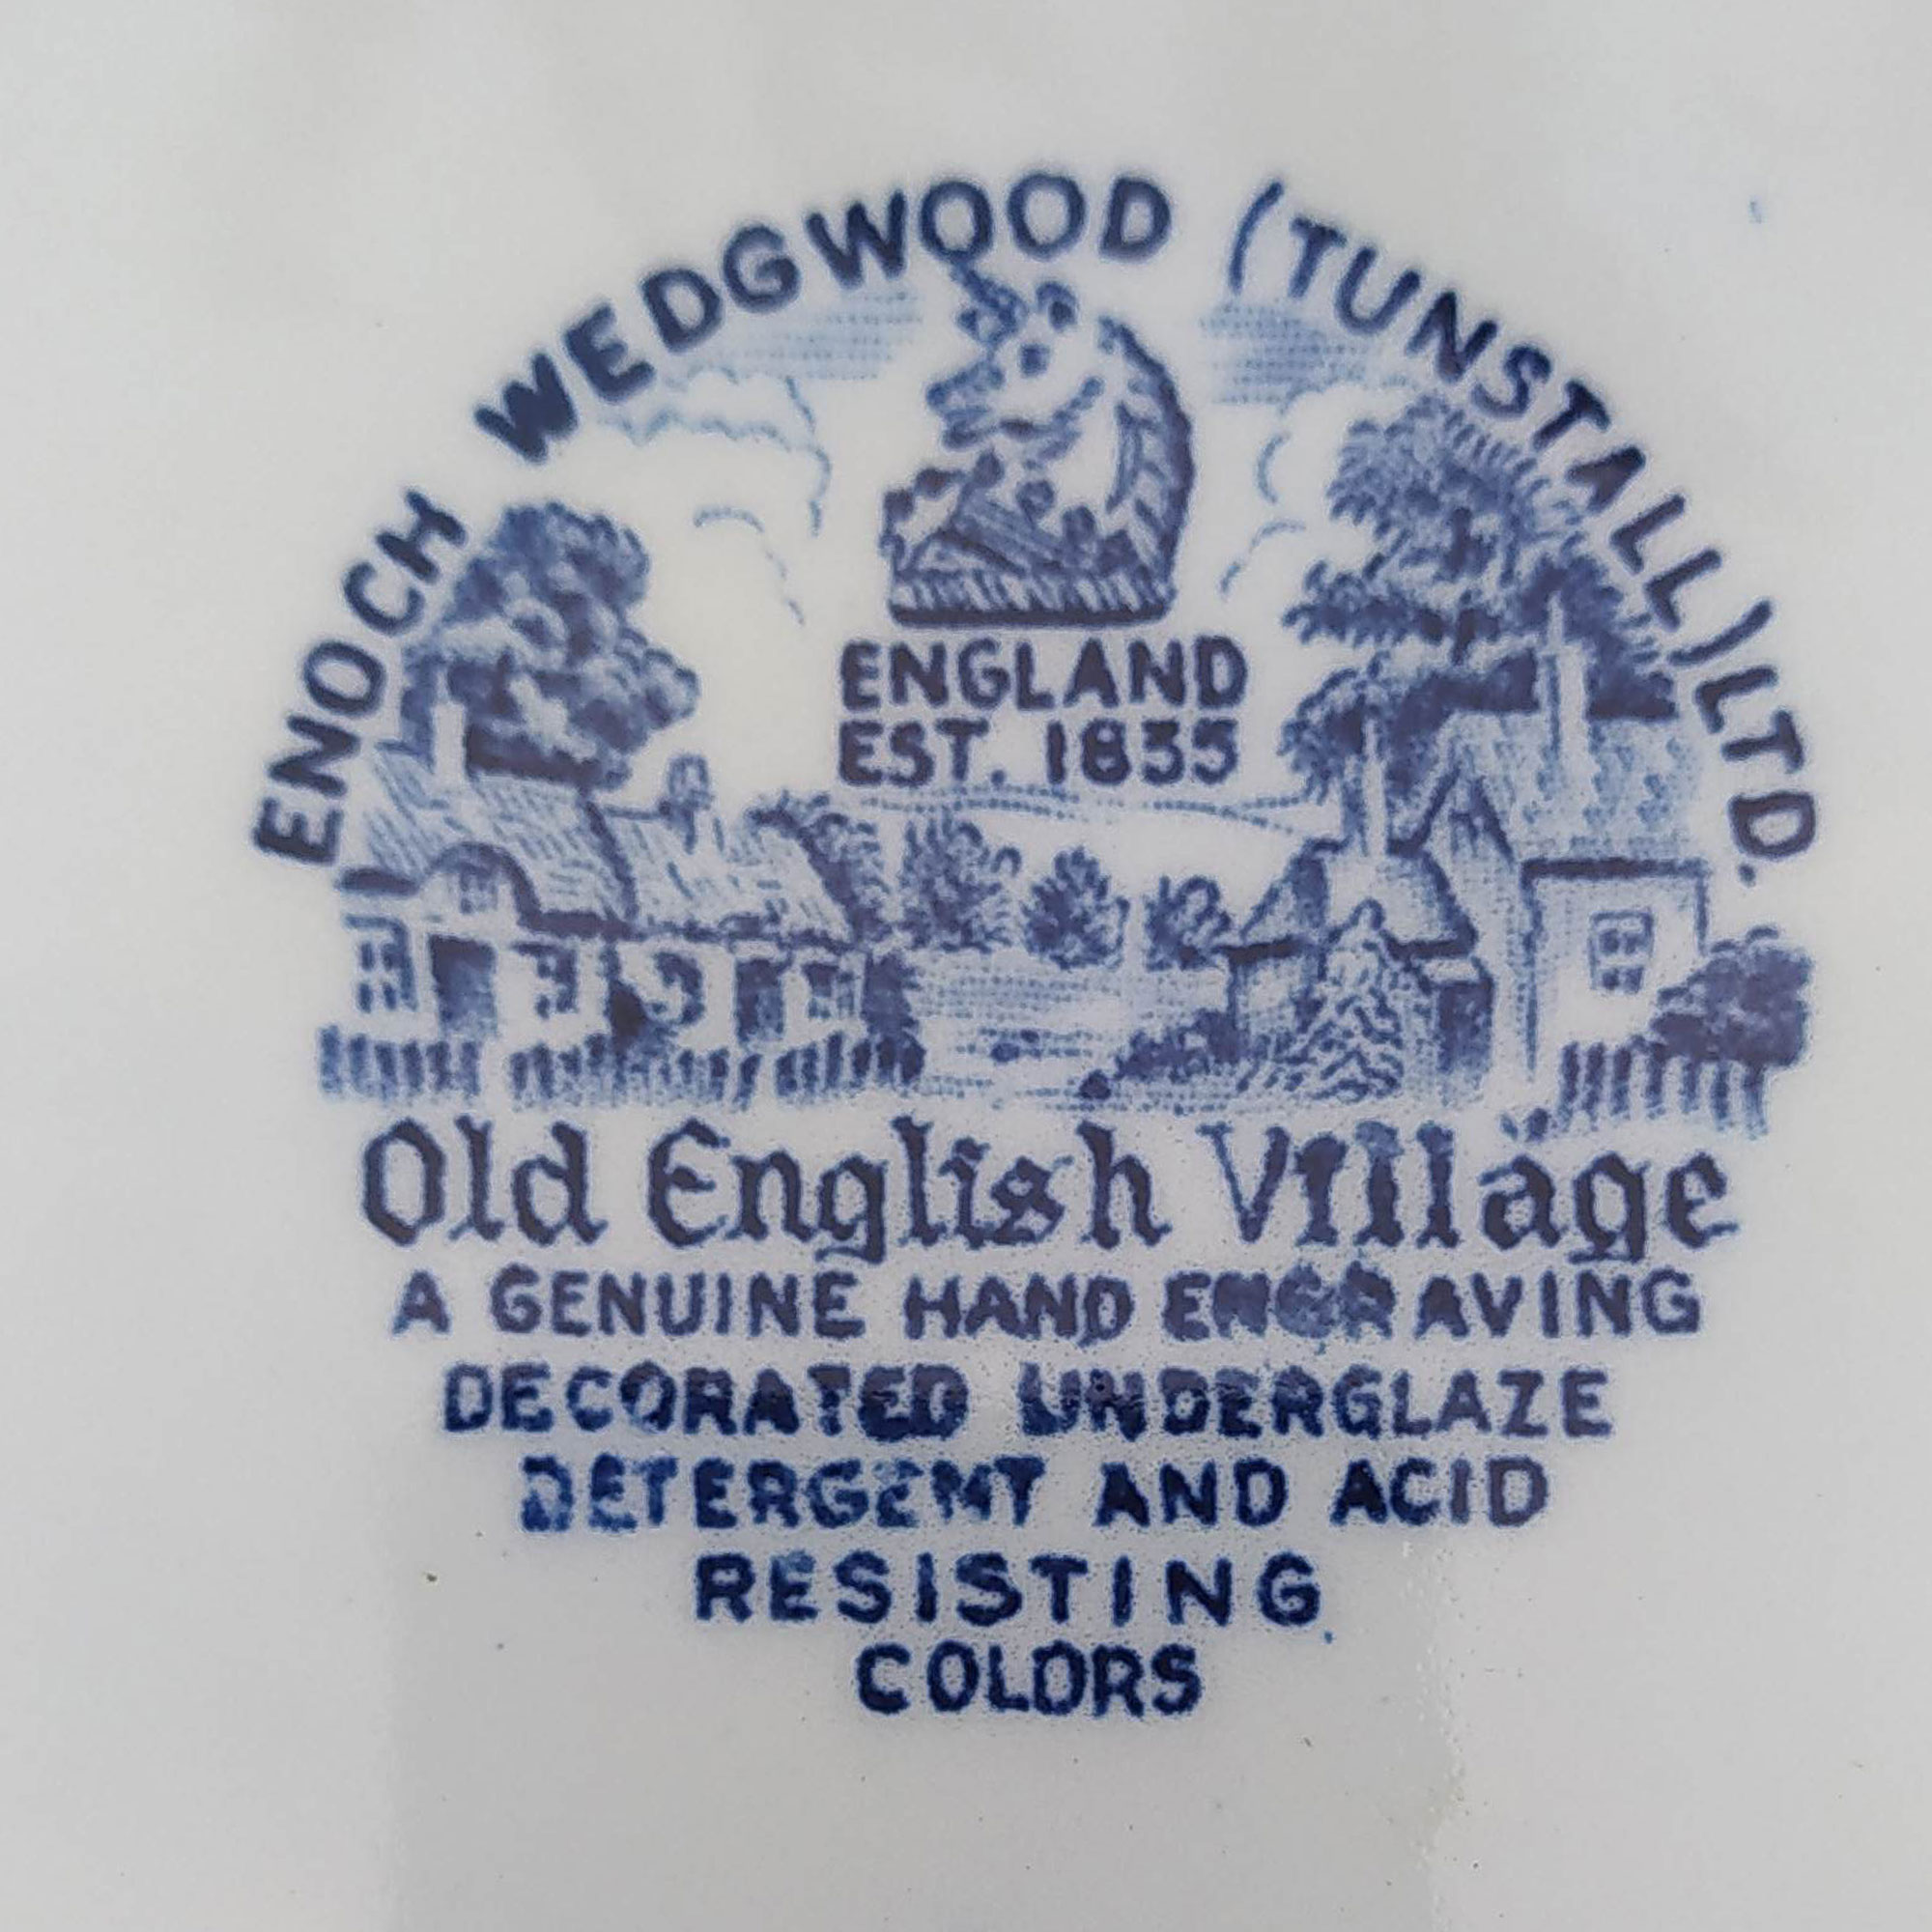 ENOCH WEDGWOOD (TUNSTALL) LTD.
ENGLAND
EST. 1835
Old English Village
A GENUINE HAND ENGRAVING
DECORATED UNDERGLAZE
DETERGENT AND ACID
RESISTING
COLORS